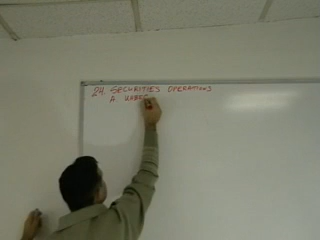 24. SECURITIES OPERATIONS
A.